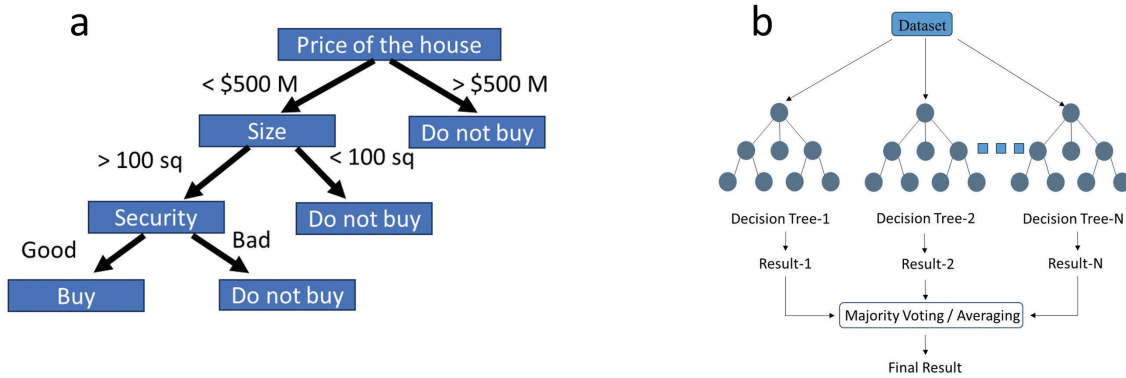 a
Price of the house
< $500 M
> $500 M
Size
Do not buy
> 100 sq
< 100 sq
Security
Do not buy
Good
Bad
Buy
Do not buy
b
Dataset
Decision Tree-1
Decision Tree-2
Decision Tree-N
Result-1
Result-2
Result-N
Majority Voting / Averaging
Final Result